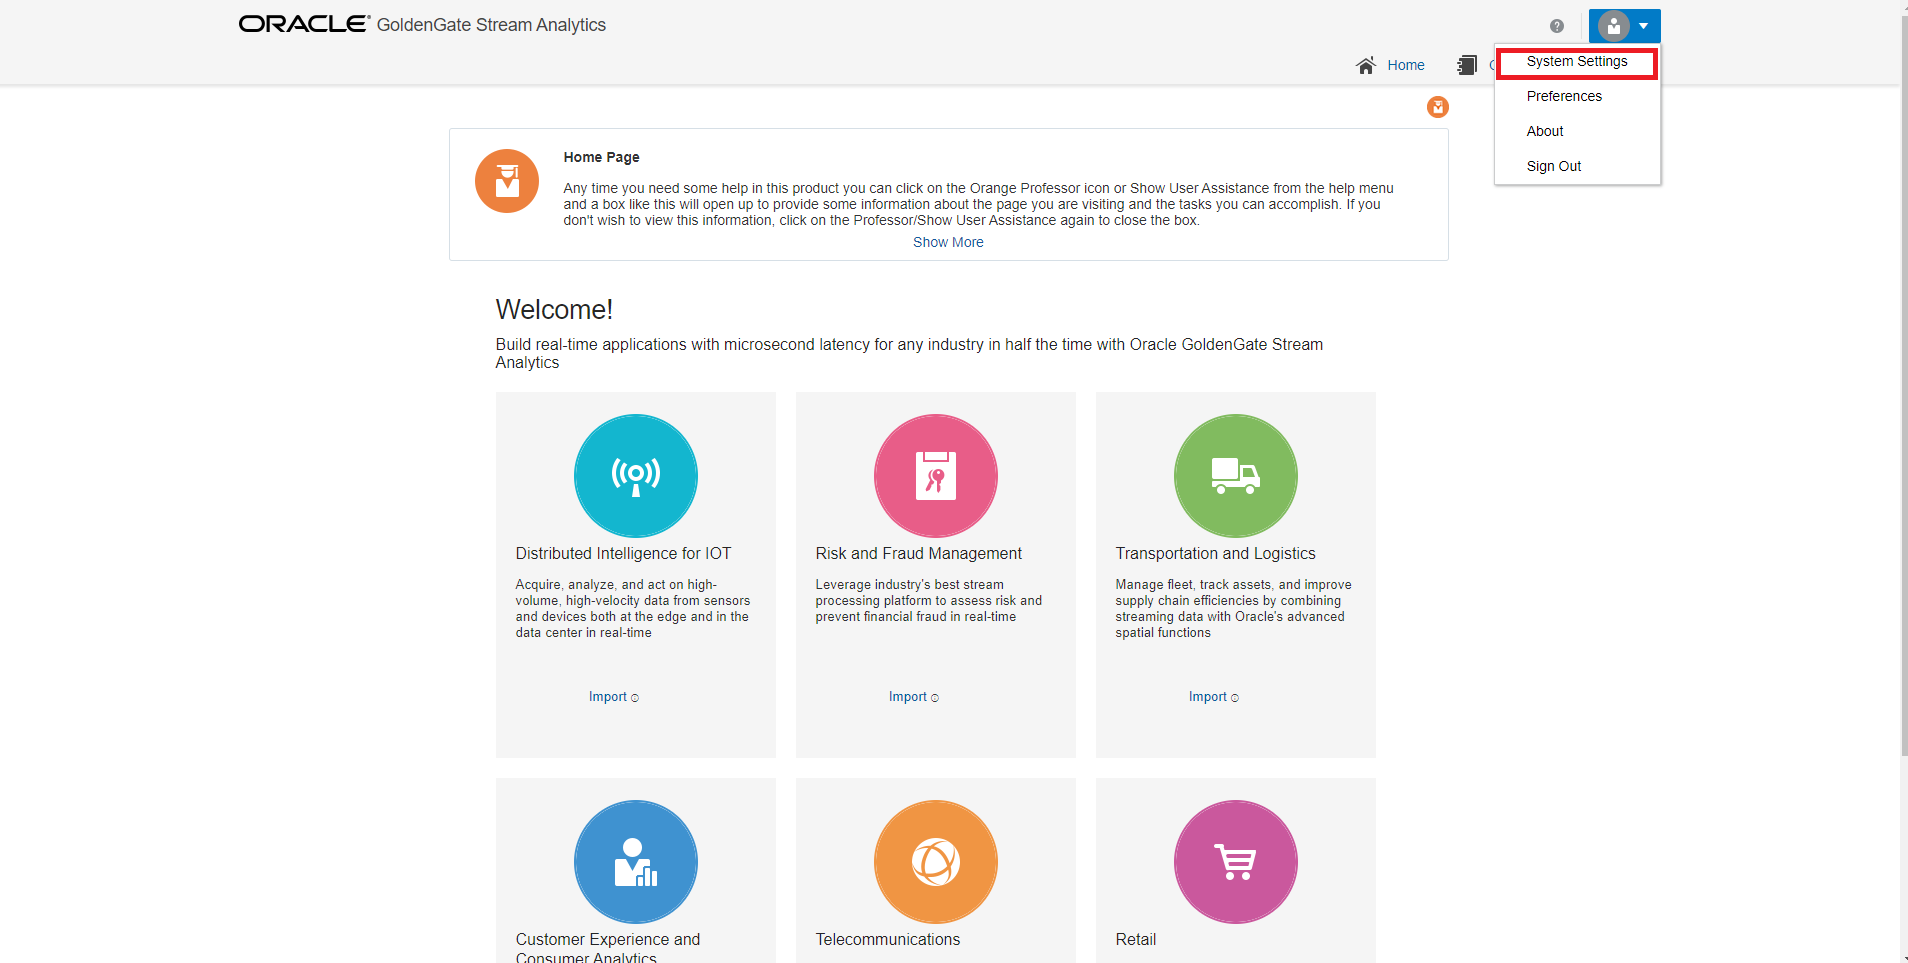 ORACLE® GoldenGate Stream Analytics
?
Home
System Settings
Preferences
About
Sign Out
Home Page
Any time you need some help in this product you can click on the Orange Professor icon or Show User Assistance from the help menu
and a box like this will open up to provide some information about the page you are visiting and the tasks you can accomplish. If you
don't wish to view this information, click on the Professor/Show User Assistance again to close the box.
Show More
Welcome!
Build real-time applications with microsecond latency for any industry in half the time with Oracle GoldenGate Stream
Analytics
Distributed Intelligence for IOT
Acquire, analyze, and act on high-
volume, high-velocity data from sensors
and devices both at the edge and in the
data center in real-time
Import
Risk and Fraud Management
Leverage industry's best stream
processing platform to assess risk and
prevent financial fraud in real-time
Import
Transportation and Logistics
Manage fleet, track assets, and improve
supply chain efficiencies by combining
streaming data with Oracle's advanced
spatial functions
Import
Customer Experience and
Consumer Analytics
Telecommunications
Retail